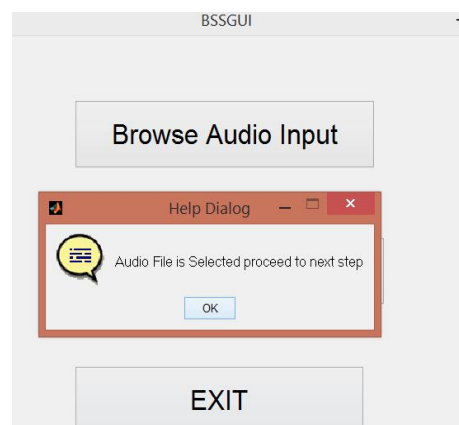 BSSGUI
Browse Audio Input
Help Dialog
Audio File is Selected proceed to next step
OK
EXIT